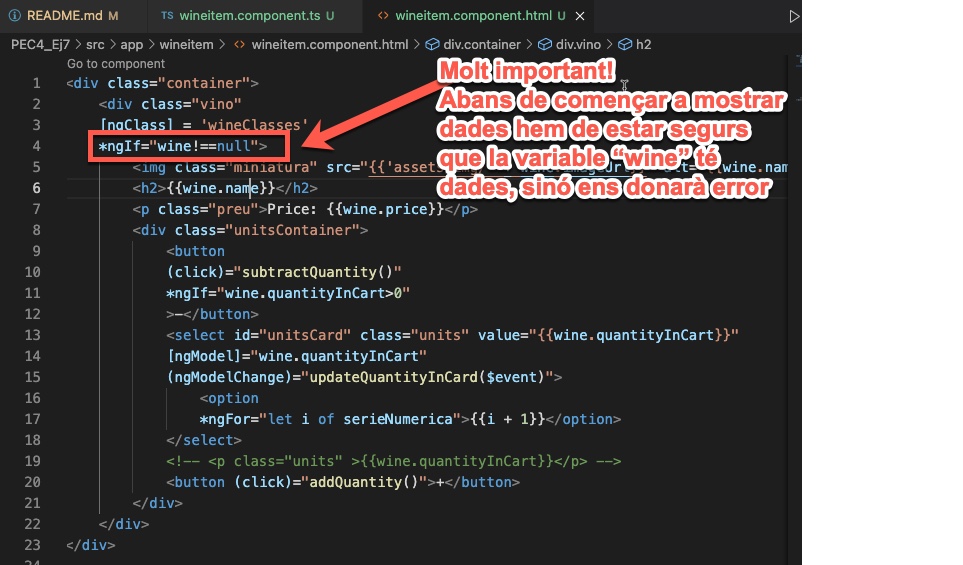 README.md M
TS wineitem.component.ts U
<> wineitem.component.html U ×
PEC4_Ej7 > src > app > wineitem > <> wineitem.component.html > div.container > div.vino > h2
Go to component
Molt important!
Abans de començar a mostrar
dades hem de estar segurs
que la variable “wine” té
dades, sinó ens donarà error
1 <div class="container">
2 <div class="vino"
3 [ngClass] = 'wineClasses'
4 *ngIf="wine!==null">
5 <img class="miniatura" src="{{'assets
6 <h2>{{wine.name}}</h2>
7 <p class="preu">Price: {{wine.price}}</p>
8 <div class="unitsContainer">
9 <button
10 (click)="subtractQuantity()"
11 *ngIf="wine.quantityInCart>0"
12 >-</button>
13 <select id="unitsCard" class="units" value="{{wine.quantityInCart}}"
14 [ngModel]="wine.quantityInCart"
15 (ngModelChange)="updateQuantityInCard($event)">
16 <option
17 *ngFor="let i of serieNumerica">{{i + 1}}</option>
18 </select>
19 <!-- <p class="units" >{{wine.quantityInCart}}</p> -->
20 <button (click)="addQuantity()">+</button>
21 </div>
22 </div>
23 </div>
24